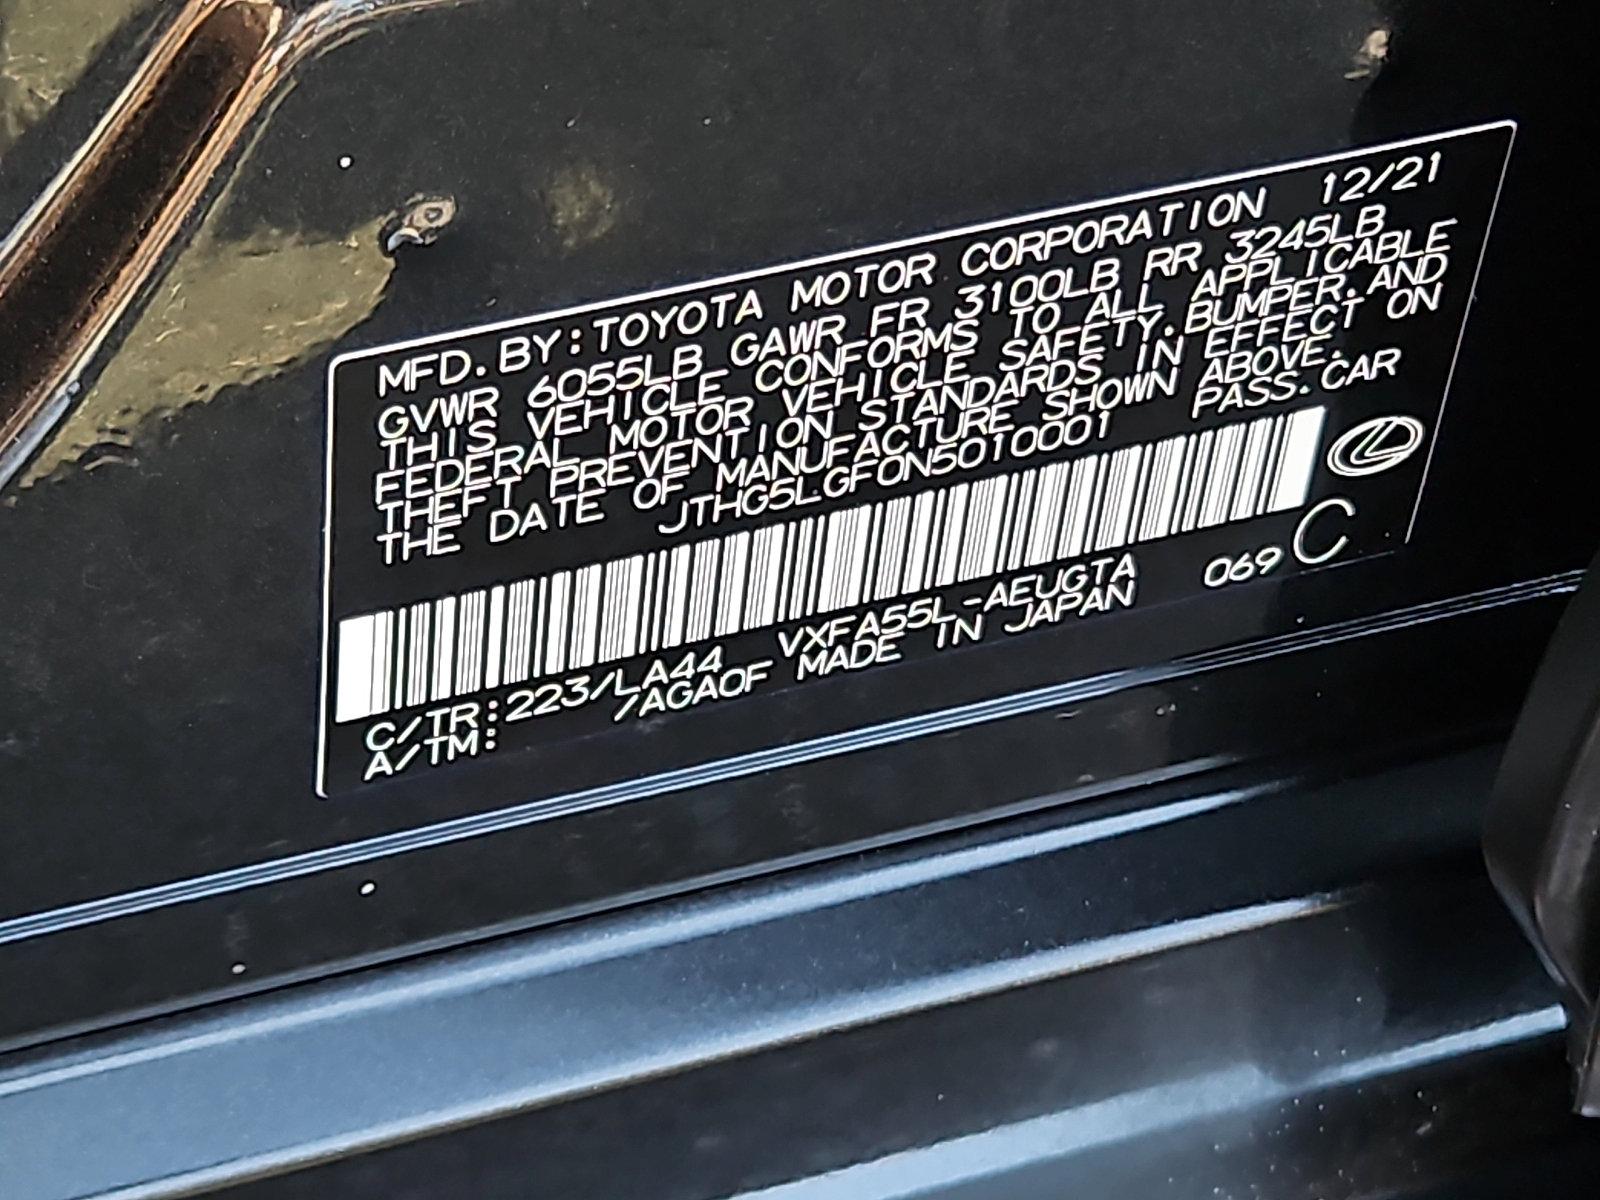 MFD. BY: TOYOTA MOTOR CORPORATION 12/21
GVWR 6055LB GAWR FR 3100LB RR 3245LB
THIS VEHICLE CONFORMS TO ALL APPLICABLE
FEDERAL MOTOR VEHICLE SAFETY, BUMPER, AND
THEFT PREVENTION STANDARDS IN EFFECT ON
THE DATE OF MANUFACTURE SHOWN ABOVE.
JTHG5LGF0N5010001 PASS. CAR
C/TR: 223/LA44 VXFA55L-AEUGTA 069 C
A/TM: /AGA0F MADE IN JAPAN